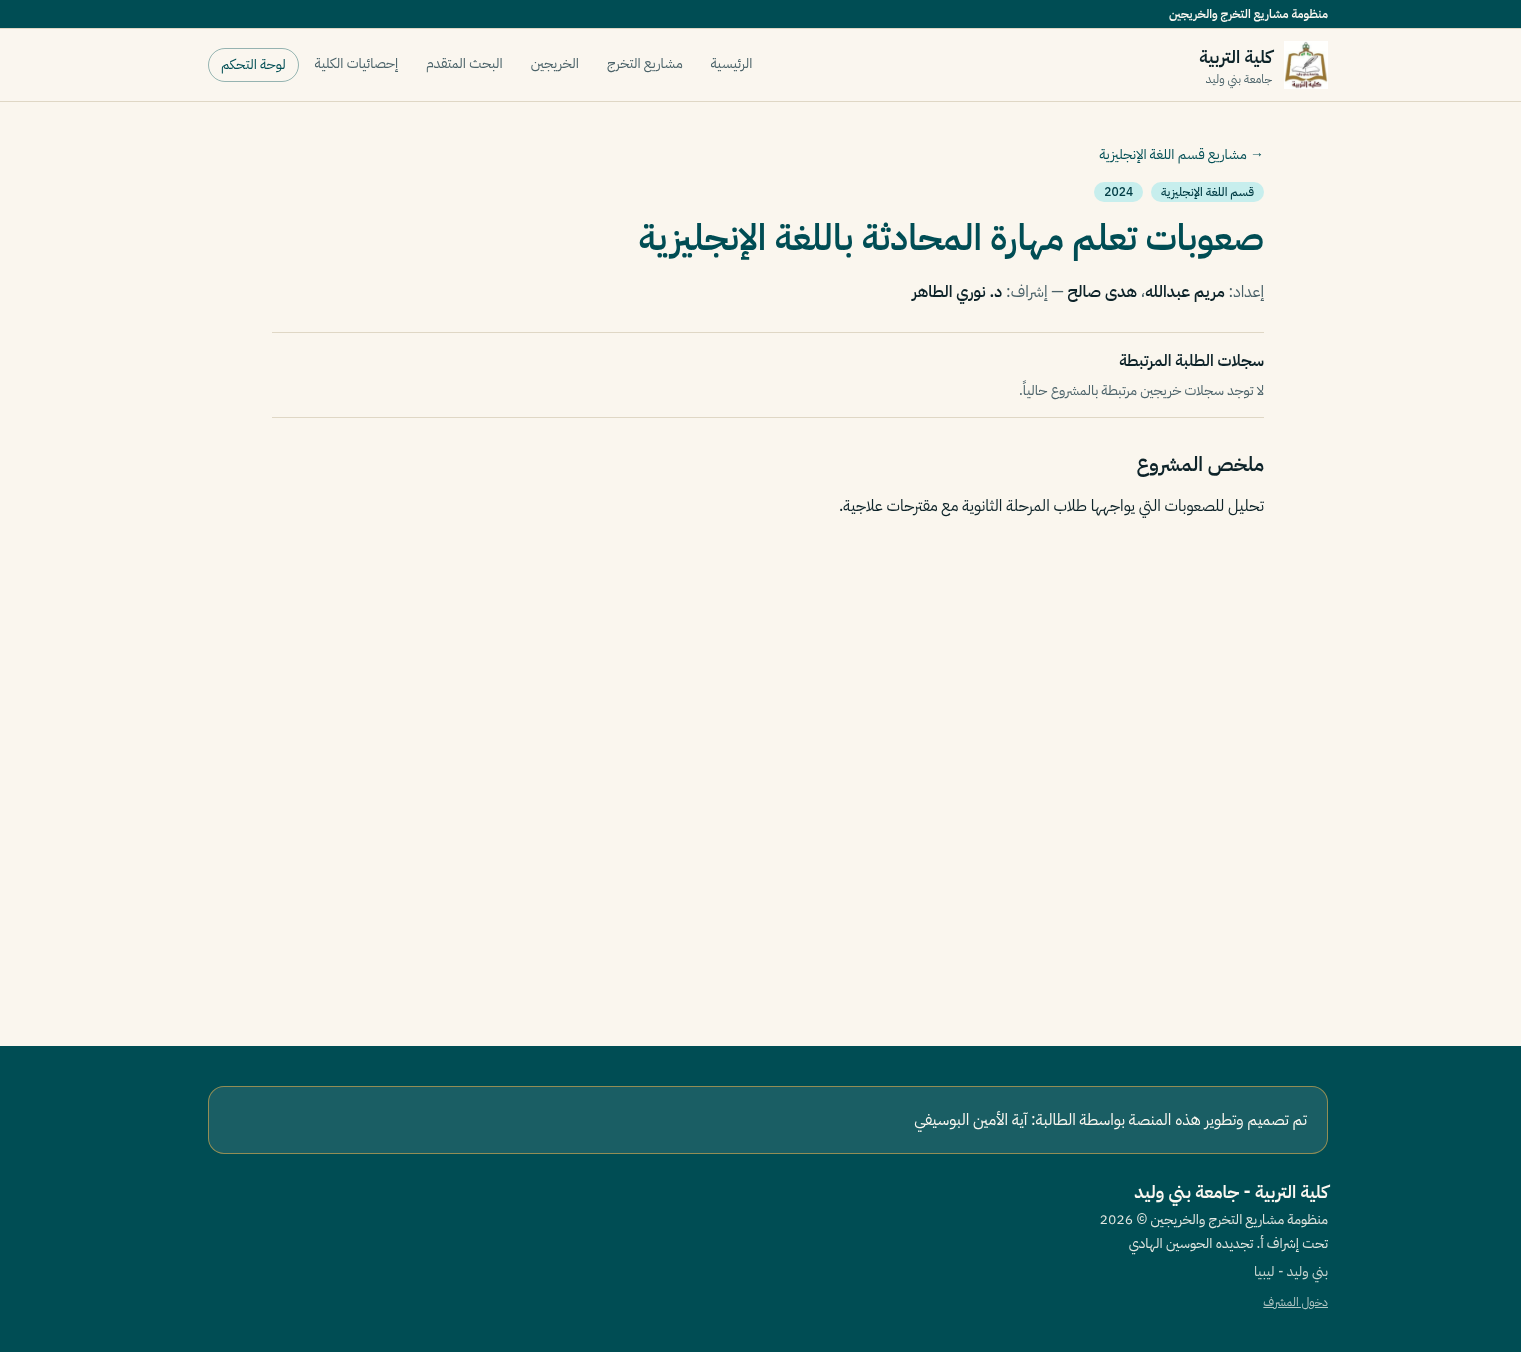 منظومة مشاريع التخرج والخريجين
كلية التربية
جامعة بني وليد
كلية التربية
الرئيسية
مشاريع التخرج
الخريجين
البحث المتقدم
إحصائيات الكلية
لوحة التحكم
→ مشاريع قسم اللغة الإنجليزية
قسم اللغة الإنجليزية
2024
صعوبات تعلم مهارة المحادثة باللغة الإنجليزية
إعداد: مريم عبدالله، هدى صالح — إشراف: د. نوري الطاهر
سجلات الطلبة المرتبطة
لا توجد سجلات خريجين مرتبطة بالمشروع حالياً.
ملخص المشروع
تحليل للصعوبات التي يواجهها طلاب المرحلة الثانوية مع مقترحات علاجية.
تم تصميم وتطوير هذه المنصة بواسطة الطالبة: آية الأمين البوسيفي
كلية التربية - جامعة بني وليد
منظومة مشاريع التخرج والخريجين © 2026
تحت إشراف أ. تجديده الحوسين الهادي
بني وليد - ليبيا
دخول المشرف